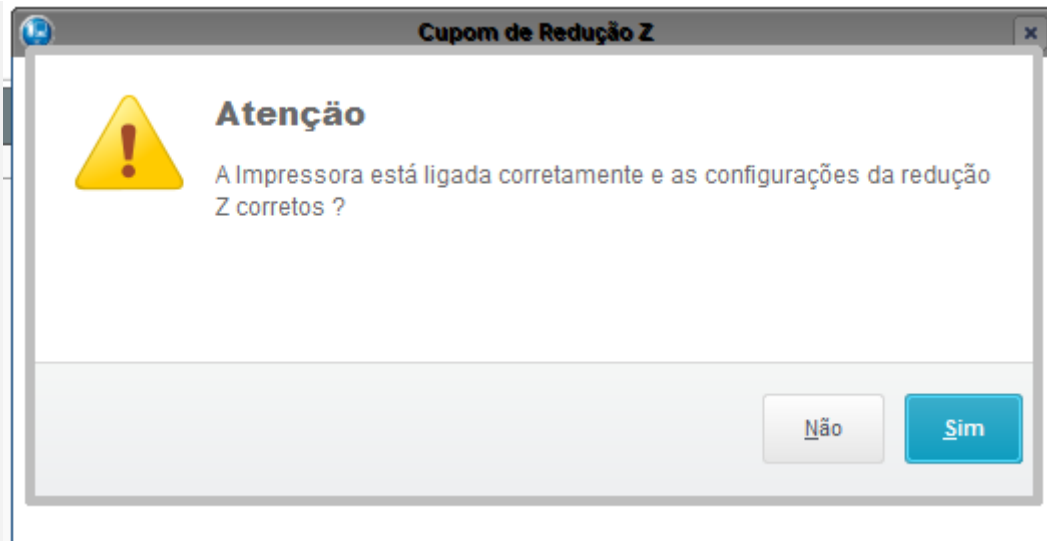 Cupom de Redução Z
Atenção
A Impressora está ligada corretamente e as configurações da redução
Z corretos ?
Não
Sim